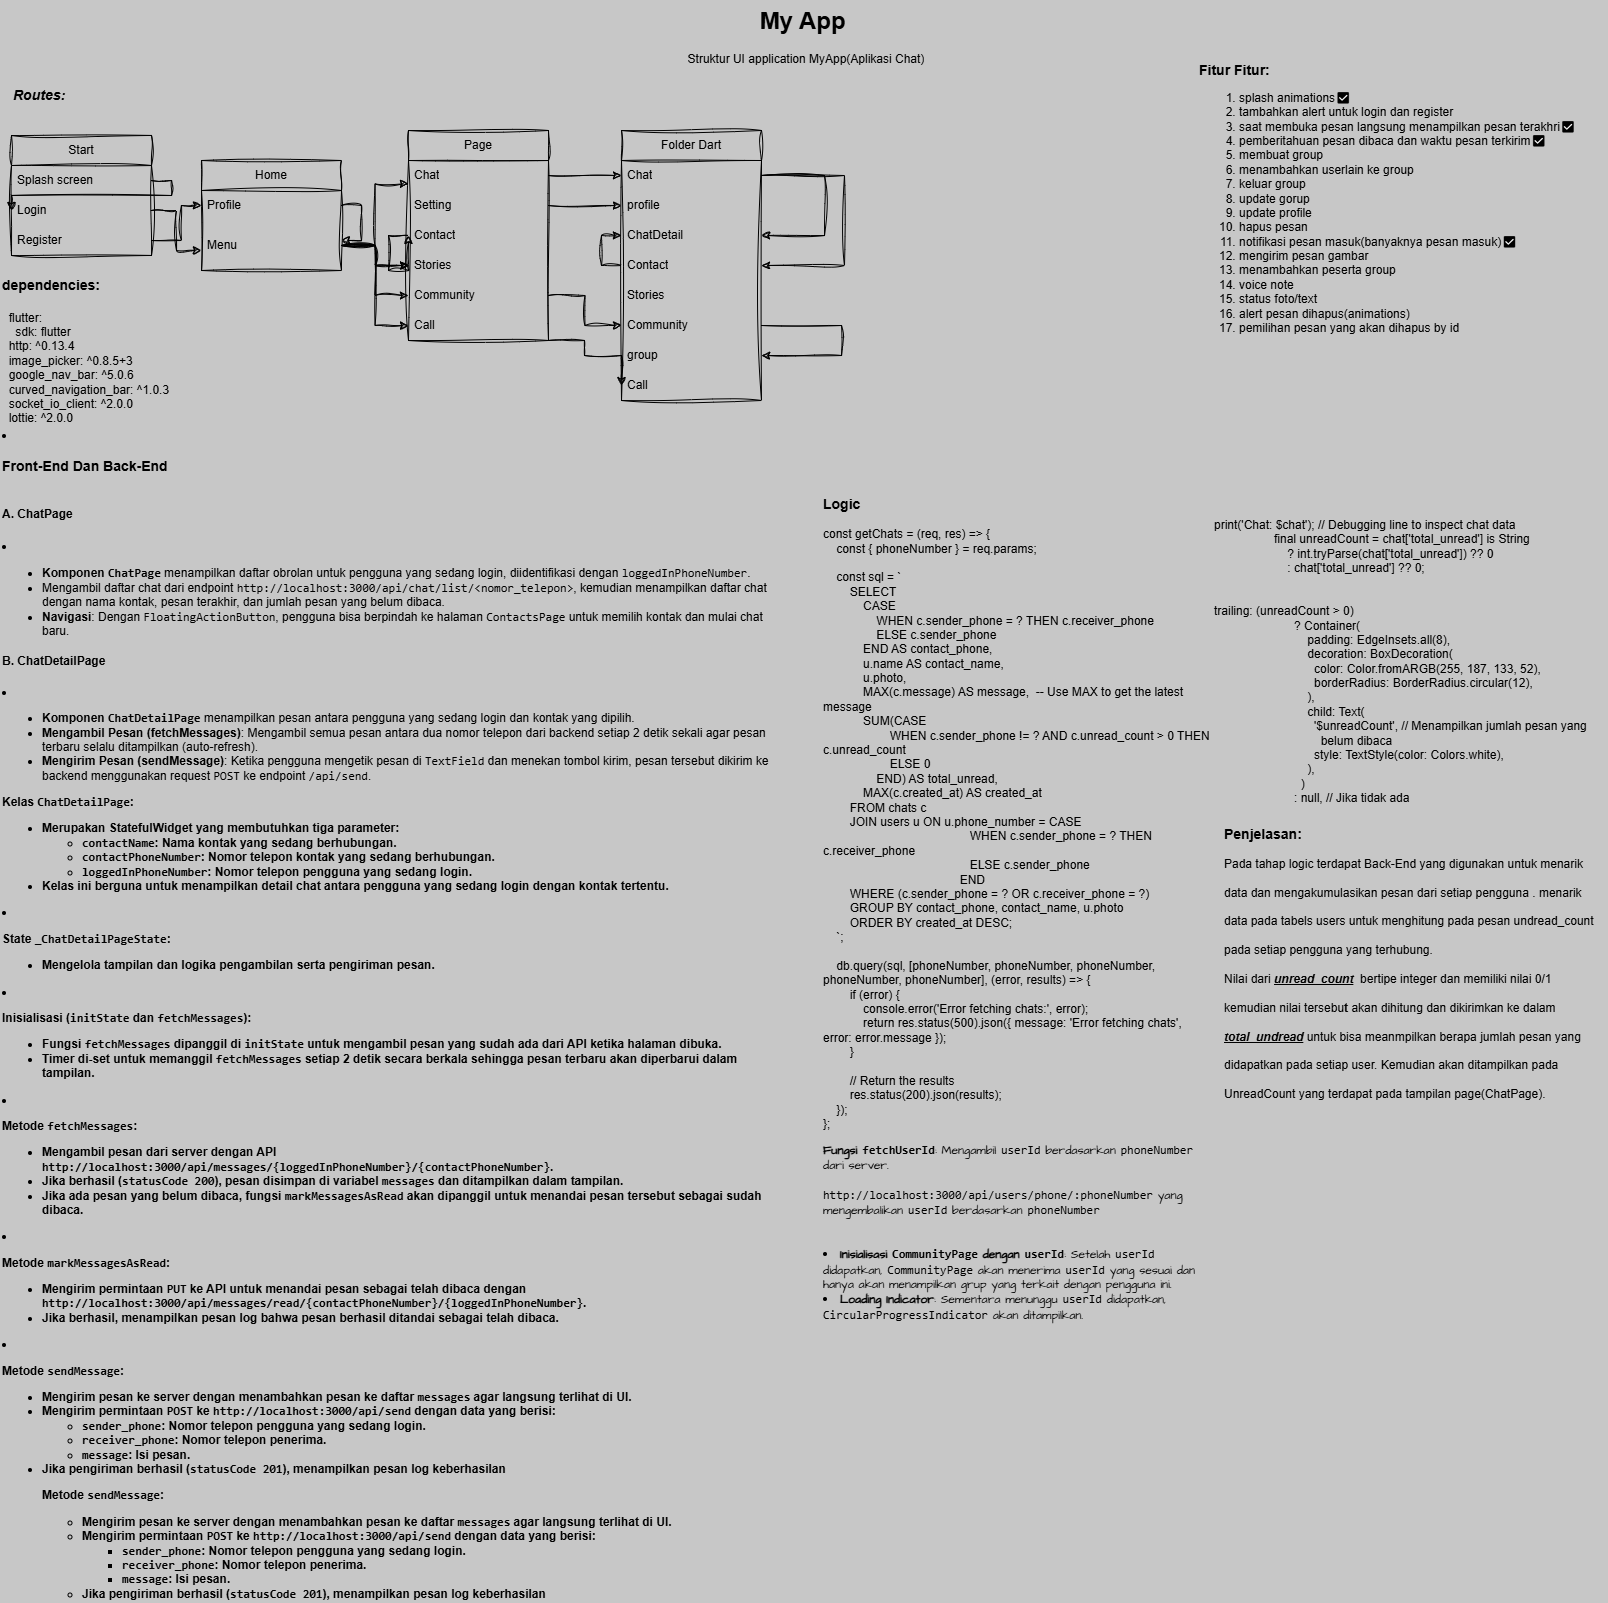 My App
Struktur UI application MyApp(Aplikasi Chat)
Routes:
Start
Splash screen
Login
Register
Home
Profile
Menu
Page
Chat
Setting
Contact
Stories
Community
Call
Folder Dart
Chat
profile
ChatDetail
Contact
Stories
Community
group
Call
Fitur Fitur:
1. splash animations ✅
2. tambahkan alert untuk login dan register
3. saat membuka pesan langsung menampilkan pesan terakhri ✅
4. pemberitahuan pesan dibaca dan waktu pesan terkirim ✅
5. membuat group
6. menambahkan userlain ke group
7. keluar group
8. update gorup
9. update profile
10. hapus pesan
11. notifikasi pesan masuk(banyaknya pesan masuk) ✅
12. mengirim pesan gambar
13. menambahkan peserta group
14. voice note
15. status foto/text
16. alert pesan dihapus(animations)
17. pemilihan pesan yang akan dihapus by id
dependencies:
flutter:
sdk: flutter
http: ^0.13.4
image_picker: ^0.8.5+3
google_nav_bar: ^5.0.6
curved_navigation_bar: ^1.0.3
socket_io_client: ^2.0.0
lottie: ^2.0.0
•
Front-End Dan Back-End
A. ChatPage
•
• Komponen ChatPage menampilkan daftar obrolan untuk pengguna yang sedang login, diidentifikasi dengan loggedInPhoneNumber.
• Mengambil daftar chat dari endpoint http://localhost:3000/api/chat/list/<nomor_telepon>, kemudian menampilkan daftar chat
dengan nama kontak, pesan terakhir, dan jumlah pesan yang belum dibaca.
• Navigasi: Dengan FloatingActionButton, pengguna bisa berpindah ke halaman ContactsPage untuk memilih kontak dan mulai chat
baru.
B. ChatDetailPage
•
• Komponen ChatDetailPage menampilkan pesan antara pengguna yang sedang login dan kontak yang dipilih.
• Mengambil Pesan (fetchMessages): Mengambil semua pesan antara dua nomor telepon dari backend setiap 2 detik sekali agar pesan
terbaru selalu ditampilkan (auto-refresh).
• Mengirim Pesan (sendMessage): Ketika pengguna mengetik pesan di TextField dan menekan tombol kirim, pesan tersebut dikirim ke
backend menggunakan request POST ke endpoint /api/send.
Kelas ChatDetailPage:
• Merupakan StatefulWidget yang membutuhkan tiga parameter:
◦ contactName: Nama kontak yang sedang berhubungan.
◦ contactPhoneNumber: Nomor telepon kontak yang sedang berhubungan.
◦ loggedInPhoneNumber: Nomor telepon pengguna yang sedang login.
• Kelas ini berguna untuk menampilkan detail chat antara pengguna yang sedang login dengan kontak tertentu.
•
State _ChatDetailPageState:
• Mengelola tampilan dan logika pengambilan serta pengiriman pesan.
•
Inisialisasi (initState dan fetchMessages):
• Fungsi fetchMessages dipanggil di initState untuk mengambil pesan yang sudah ada dari API ketika halaman dibuka.
• Timer di-set untuk memanggil fetchMessages setiap 2 detik secara berkala sehingga pesan terbaru akan diperbarui dalam
tampilan.
•
Metode fetchMessages:
• Mengambil pesan dari server dengan API
http://localhost:3000/api/messages/{loggedInPhoneNumber}/{contactPhoneNumber}.
• Jika berhasil (statusCode 200), pesan disimpan di variabel messages dan ditampilkan dalam tampilan.
• Jika ada pesan yang belum dibaca, fungsi markMessagesAsRead akan dipanggil untuk menandai pesan tersebut sebagai sudah
dibaca.
•
Metode markMessagesAsRead:
• Mengirim permintaan PUT ke API untuk menandai pesan sebagai telah dibaca dengan
http://localhost:3000/api/messages/read/{contactPhoneNumber}/{loggedInPhoneNumber}.
• Jika berhasil, menampilkan pesan log bahwa pesan berhasil ditandai sebagai telah dibaca.
•
Metode sendMessage:
• Mengirim pesan ke server dengan menambahkan pesan ke daftar messages agar langsung terlihat di UI.
• Mengirim permintaan POST ke http://localhost:3000/api/send dengan data yang berisi:
◦ sender_phone: Nomor telepon pengguna yang sedang login.
◦ receiver_phone: Nomor telepon penerima.
◦ message: Isi pesan.
• Jika pengiriman berhasil (statusCode 201), menampilkan pesan log keberhasilan
Metode sendMessage:
◦ Mengirim pesan ke server dengan menambahkan pesan ke daftar messages agar langsung terlihat di UI.
◦ Mengirim permintaan POST ke http://localhost:3000/api/send dengan data yang berisi:
▪ sender_phone: Nomor telepon pengguna yang sedang login.
▪ receiver_phone: Nomor telepon penerima.
▪ message: Isi pesan.
◦ Jika pengiriman berhasil (statusCode 201), menampilkan pesan log keberhasilan
Logic
const getChats = (req, res) => {
const { phoneNumber } = req.params;
const sql = `
SELECT
CASE
WHEN c.sender_phone = ? THEN c.receiver_phone
ELSE c.sender_phone
END AS contact_phone,
u.name AS contact_name,
u.photo,
MAX(c.message) AS message,  -- Use MAX to get the latest
message
SUM(CASE
WHEN c.sender_phone != ? AND c.unread_count > 0 THEN
c.unread_count
ELSE 0
END) AS total_unread,
MAX(c.created_at) AS created_at
FROM chats c
JOIN users u ON u.phone_number = CASE
WHEN c.sender_phone = ? THEN
c.receiver_phone
ELSE c.sender_phone
END
WHERE (c.sender_phone = ? OR c.receiver_phone = ?)
GROUP BY contact_phone, contact_name, u.photo
ORDER BY created_at DESC;
`;
db.query(sql, [phoneNumber, phoneNumber, phoneNumber,
phoneNumber, phoneNumber], (error, results) => {
if (error) {
console.error('Error fetching chats:', error);
return res.status(500).json({ message: 'Error fetching chats',
error: error.message });
}
// Return the results
res.status(200).json(results);
});
};
Fungsi fetchUserId: Mengambil userId berdasarkan phoneNumber
dari server.
http://localhost:3000/api/users/phone/:phoneNumber yang
mengembalikan userId berdasarkan phoneNumber
• Inisialisasi CommunityPage dengan userId: Setelah userId
didapatkan, CommunityPage akan menerima userId yang sesuai dan
hanya akan menampilkan grup yang terkait dengan pengguna ini.
• Loading Indicator: Sementara menunggu userId didapatkan,
CircularProgressIndicator akan ditampilkan.
print('Chat: $chat'); // Debugging line to inspect chat data
final unreadCount = chat['total_unread'] is String
? int.tryParse(chat['total_unread']) ?? 0
: chat['total_unread'] ?? 0;
trailing: (unreadCount > 0)
? Container(
padding: EdgeInsets.all(8),
decoration: BoxDecoration(
color: Color.fromARGB(255, 187, 133, 52),
borderRadius: BorderRadius.circular(12),
),
child: Text(
'$unreadCount', // Menampilkan jumlah pesan yang
belum dibaca
style: TextStyle(color: Colors.white),
),
)
: null, // Jika tidak ada
Penjelasan:
Pada tahap logic terdapat Back-End yang digunakan untuk menarik
data dan mengakumulasikan pesan dari setiap pengguna . menarik
data pada tabels users untuk menghitung pada pesan undread_count
pada setiap pengguna yang terhubung.
Nilai dari unread_count  bertipe integer dan memiliki nilai 0/1
kemudian nilai tersebut akan dihitung dan dikirimkan ke dalam
total_undread untuk bisa meanmpilkan berapa jumlah pesan yang
didapatkan pada setiap user. Kemudian akan ditampilkan pada
UnreadCount yang terdapat pada tampilan page(ChatPage).